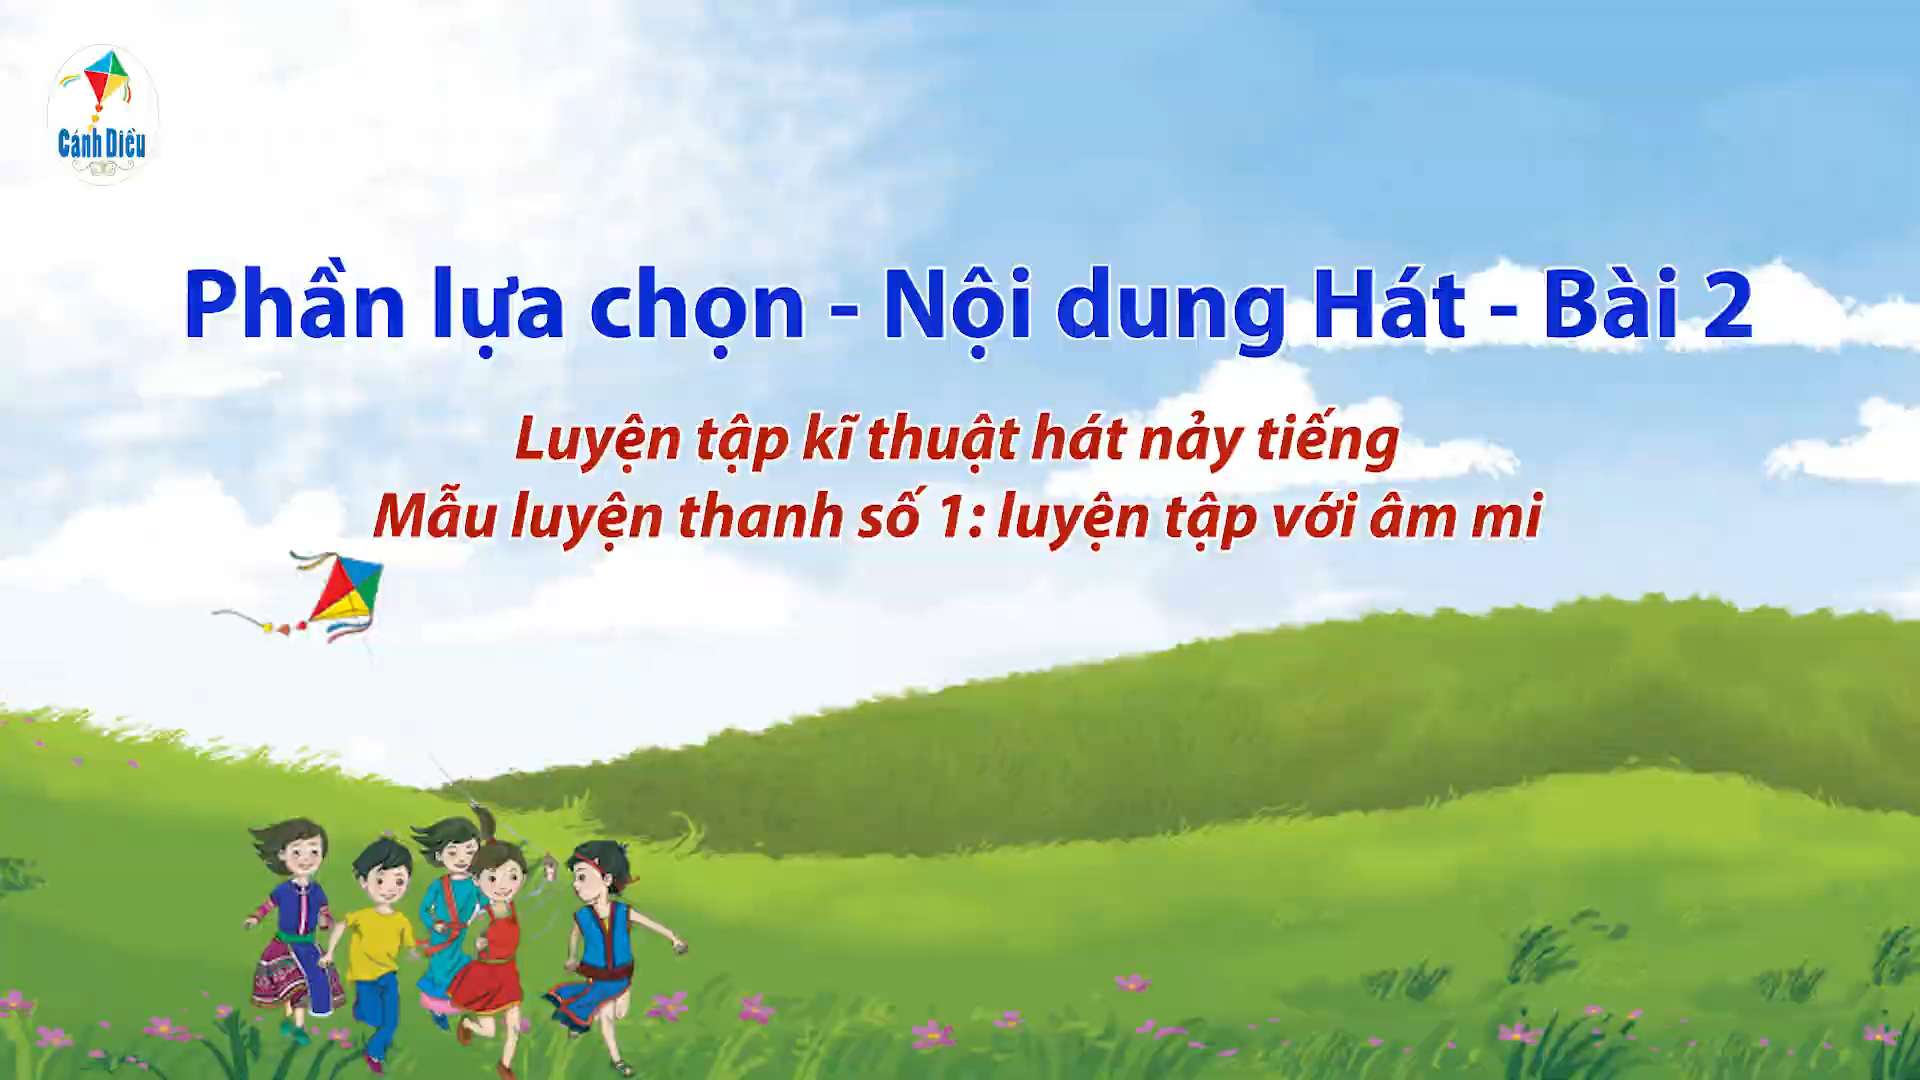 Cánh Diều
Phần lựa chọn - Nội dung Hát - Bài 2
Luyện tập kĩ thuật hát nảy tiếng
Mẫu luyện thanh số 1: luyện tập với âm mi